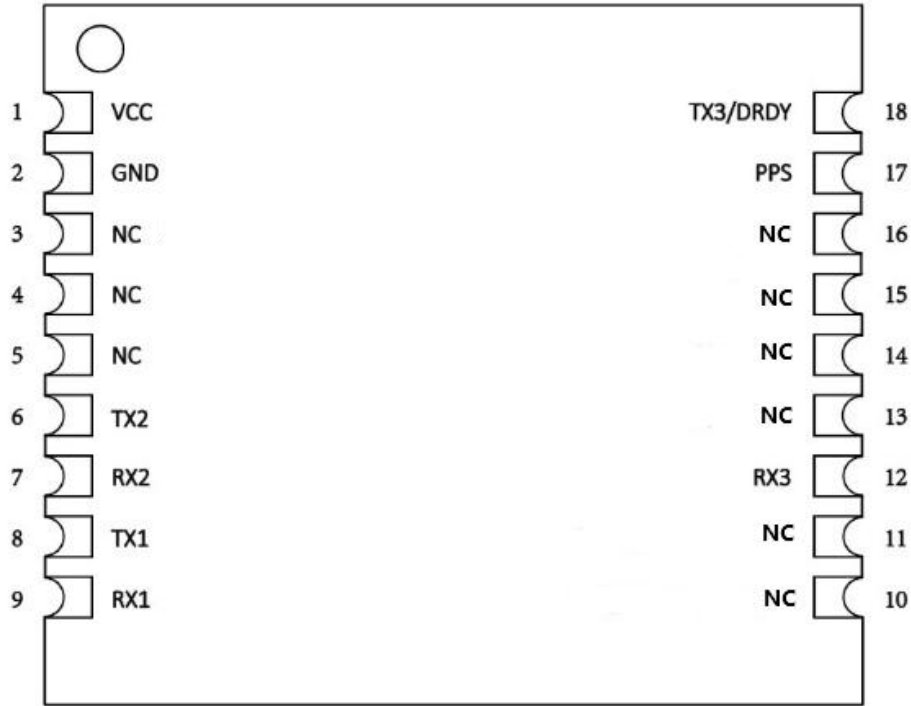 1 VCC TX3/DRDY 18
2 GND PPS 17
3 NC NC 16
4 NC NC 15
5 NC NC 14
6 TX2 NC 13
7 RX2 RX3 12
8 TX1 NC 11
9 RX1 NC 10